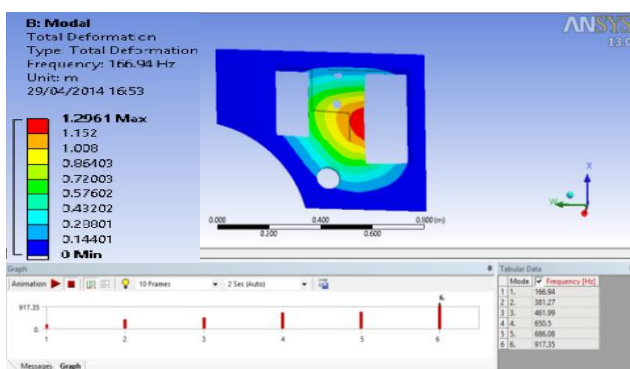 B: Modal
Total Deformation
Type: Total Deformation
Frequency: 166.94 Hz
Unit: m
29/04/2014 16:53
1.2961 Max
1.152
1.008
0.86403
0.72003
0.57602
0.43202
0.28801
0.14401
0 Min
ANSYS
13.0
X
0.000 0.400 0.800 (m)
0.200 0.600
Graph
Animation 10 Frames 2 Sec (Auto)
917.35
0.
6.
1 2 3 4 5 6
Messages Graph
Tabular Data
Mode Frequency [Hz]
1 1. 166.94
2 2. 381.27
3 3. 461.99
4 4. 650.5
5 5. 686.08
6 6. 917.35